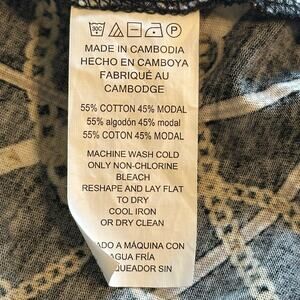 MADE IN CAMBODIA
HECHO EN CAMBOYA
FABRIQUÉ AU
CAMBODGE
55% COTTON 45% MODAL
55% algodón 45% modal
55% COTON 45% MODAL
MACHINE WASH COLD
ONLY NON-CHLORINE
BLEACH
RESHAPE AND LAY FLAT
TO DRY
COOL IRON
OR DRY CLEAN
ADO A MÁQUINA CON
AGUA FRÍA
QUEADOR SIN